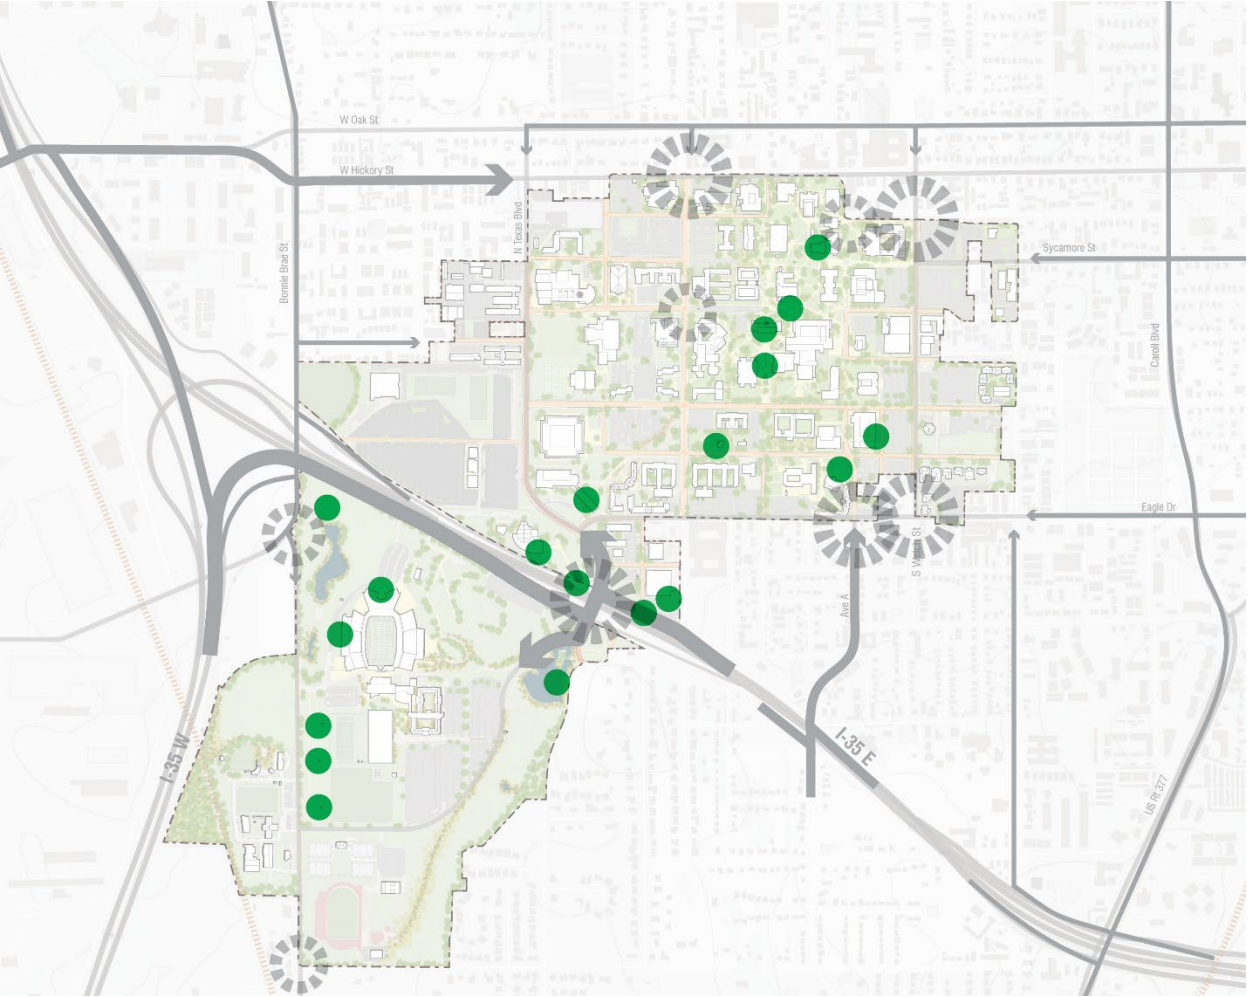 W Oak St
W Hickory St
N Texas Blvd
Bonnie Brae St
Sycamore St
Caroll Blvd
Eagle Dr
S Welch St
Ave A
I-35 E
I-35 W
US Rt 377